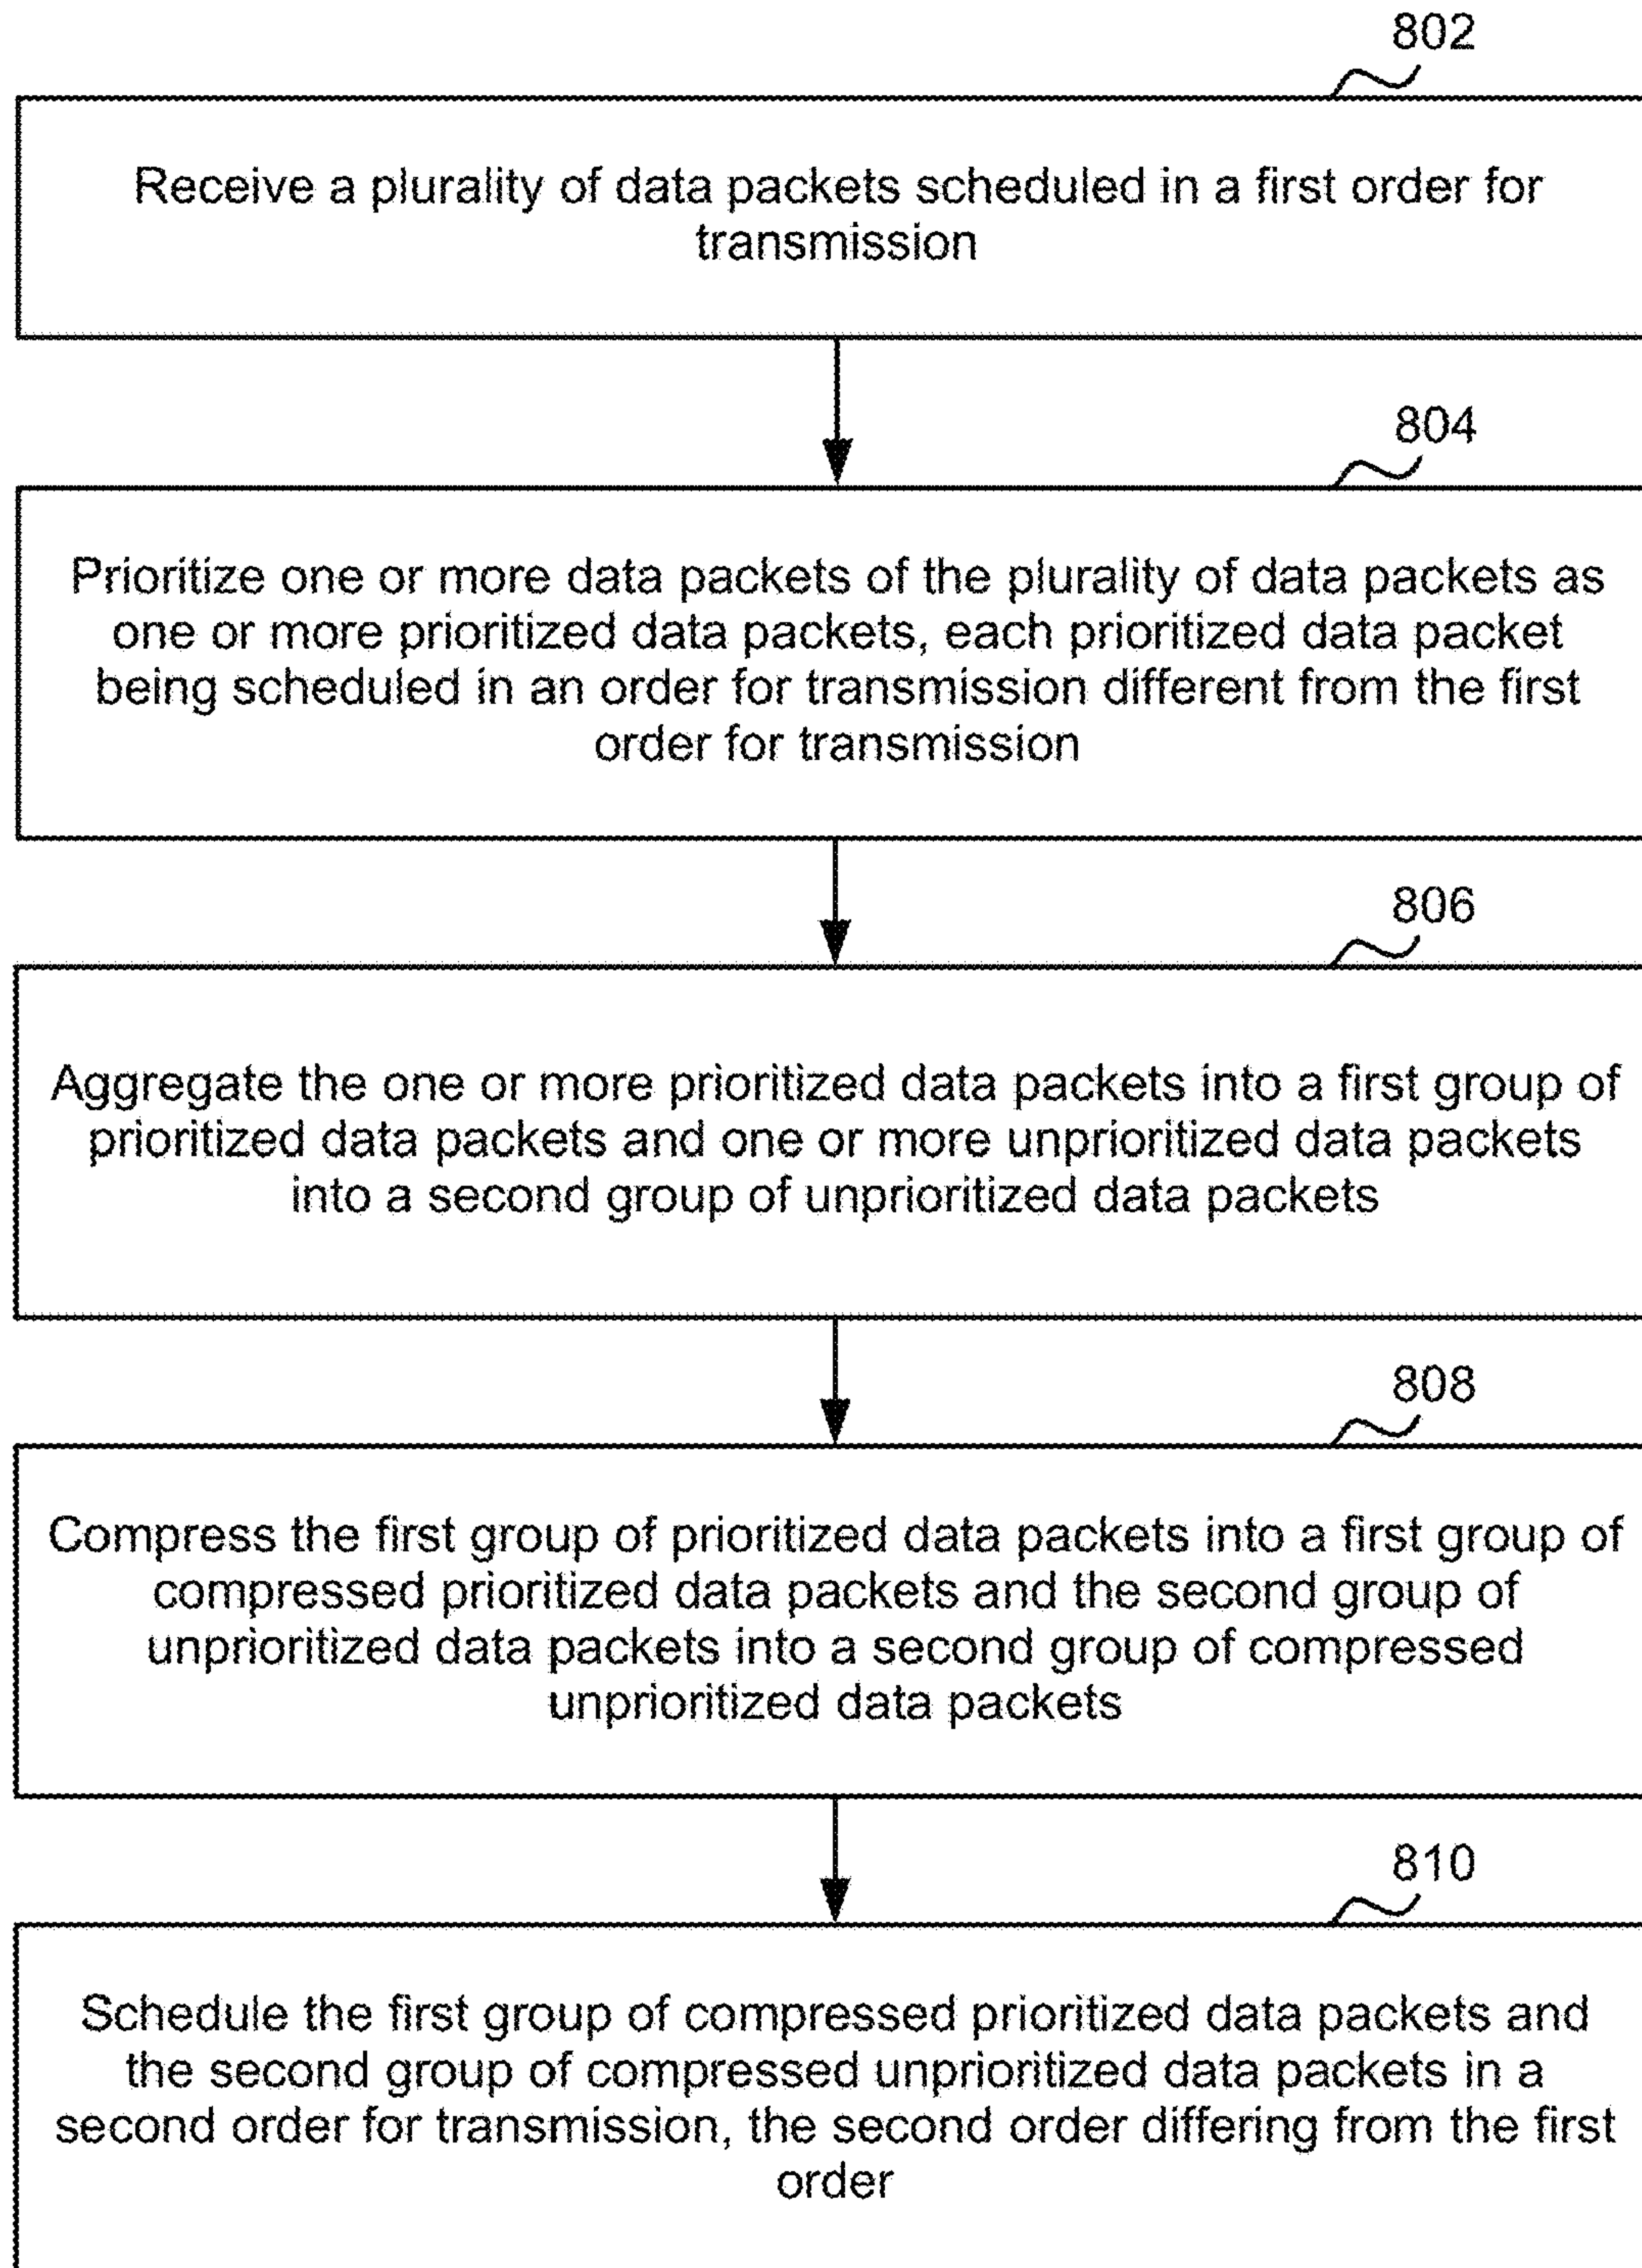 802
Receive a plurality of data packets scheduled in a first order for
transmission
804
Prioritize one or more data packets of the plurality of data packets as
one or more prioritized data packets, each prioritized data packet
being scheduled in an order for transmission different from the first
order for transmission
806
Aggregate the one or more prioritized data packets into a first group of
prioritized data packets and one or more unprioritized data packets
into a second group of unprioritized data packets
808
Compress the first group of prioritized data packets into a first group of
compressed prioritized data packets and the second group of
unprioritized data packets into a second group of compressed
unprioritized data packets
810
Schedule the first group of compressed prioritized data packets and
the second group of compressed unprioritized data packets in a
second order for transmission, the second order differing from the first
order